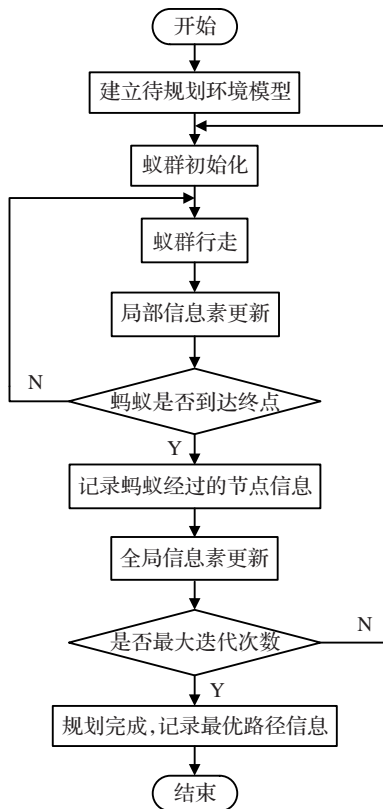 开始
建立待规划环境模型
蚁群初始化
蚁群行走
局部信息素更新
N
蚂蚁是否到达终点
Y
记录蚂蚁经过的节点信息
全局信息素更新
是否最大迭代次数
N
Y
规划完成,记录最优路径信息
结束